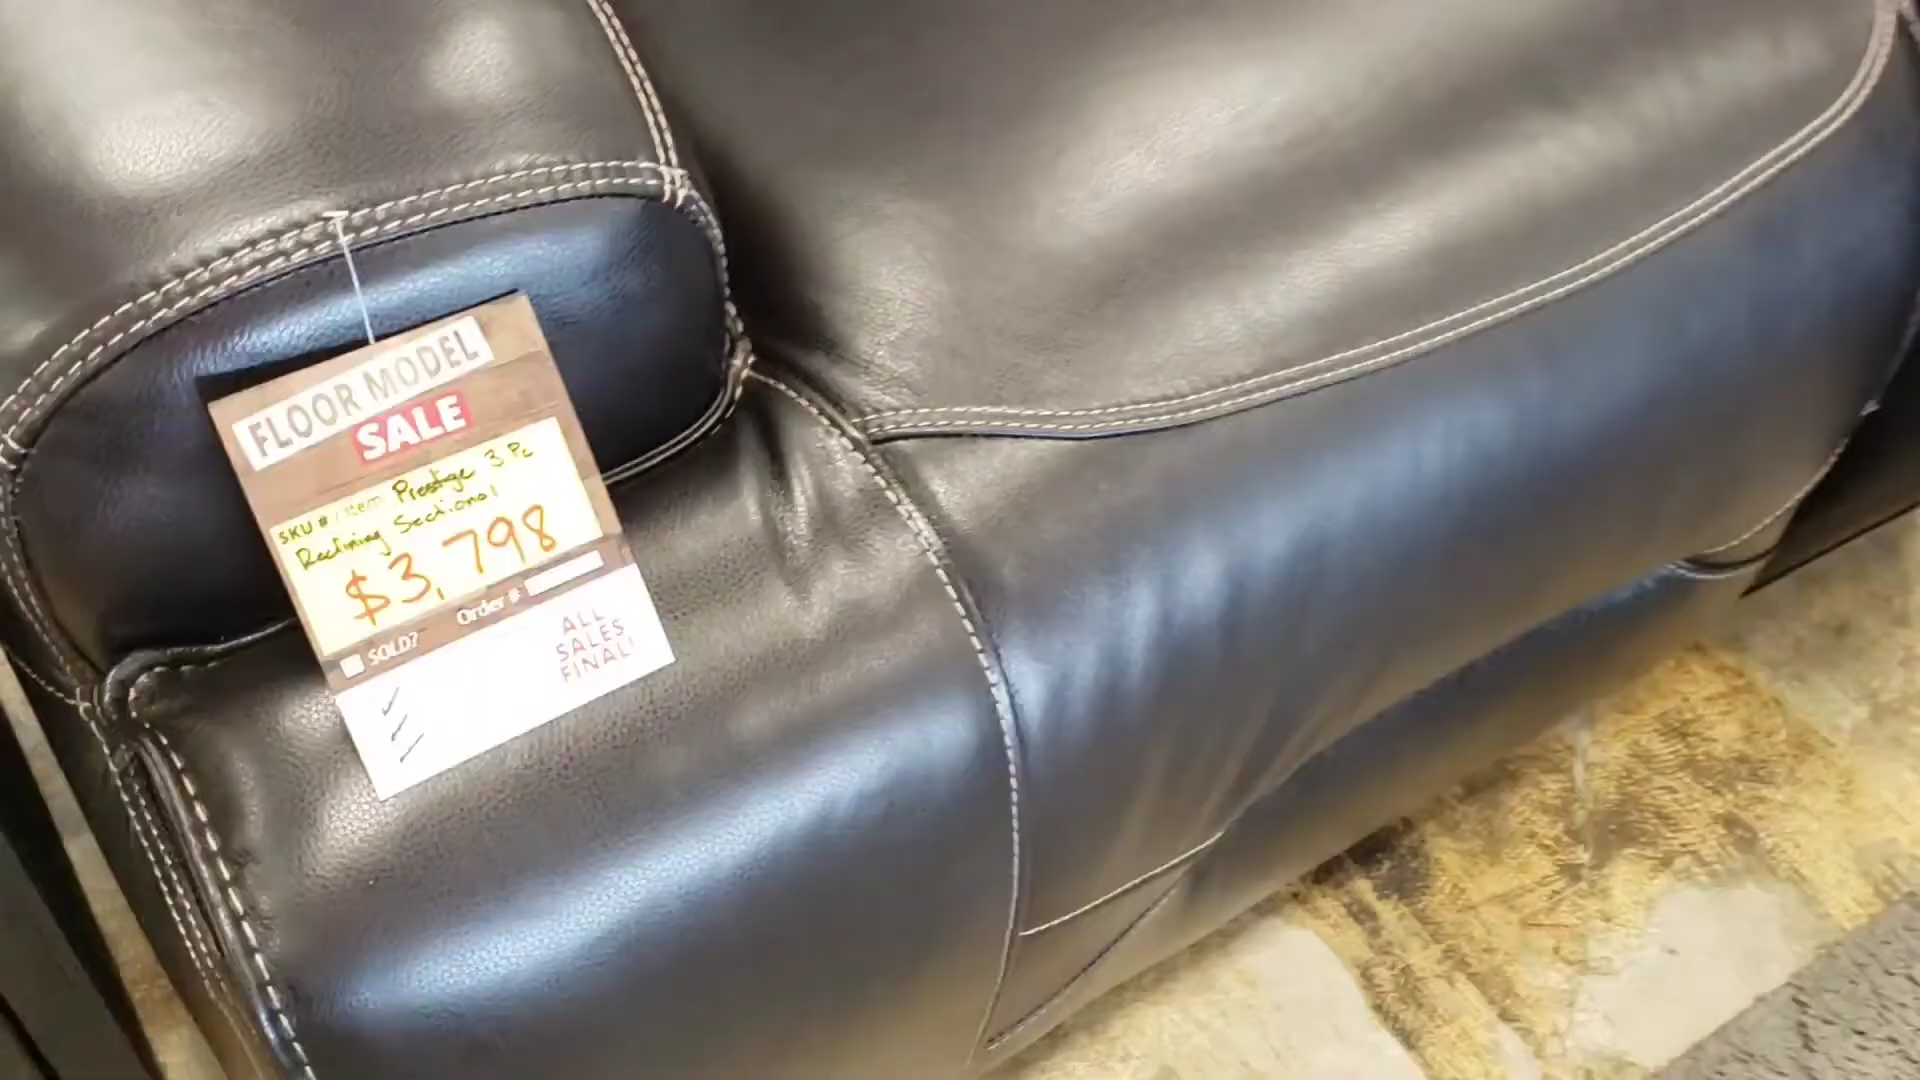 FLOOR MODEL
SALE
SKU # / Item Prestige 3 Pc
Reclining Sectional
$3,798
Order #
SOLD?
ALL
SALES
FINAL!